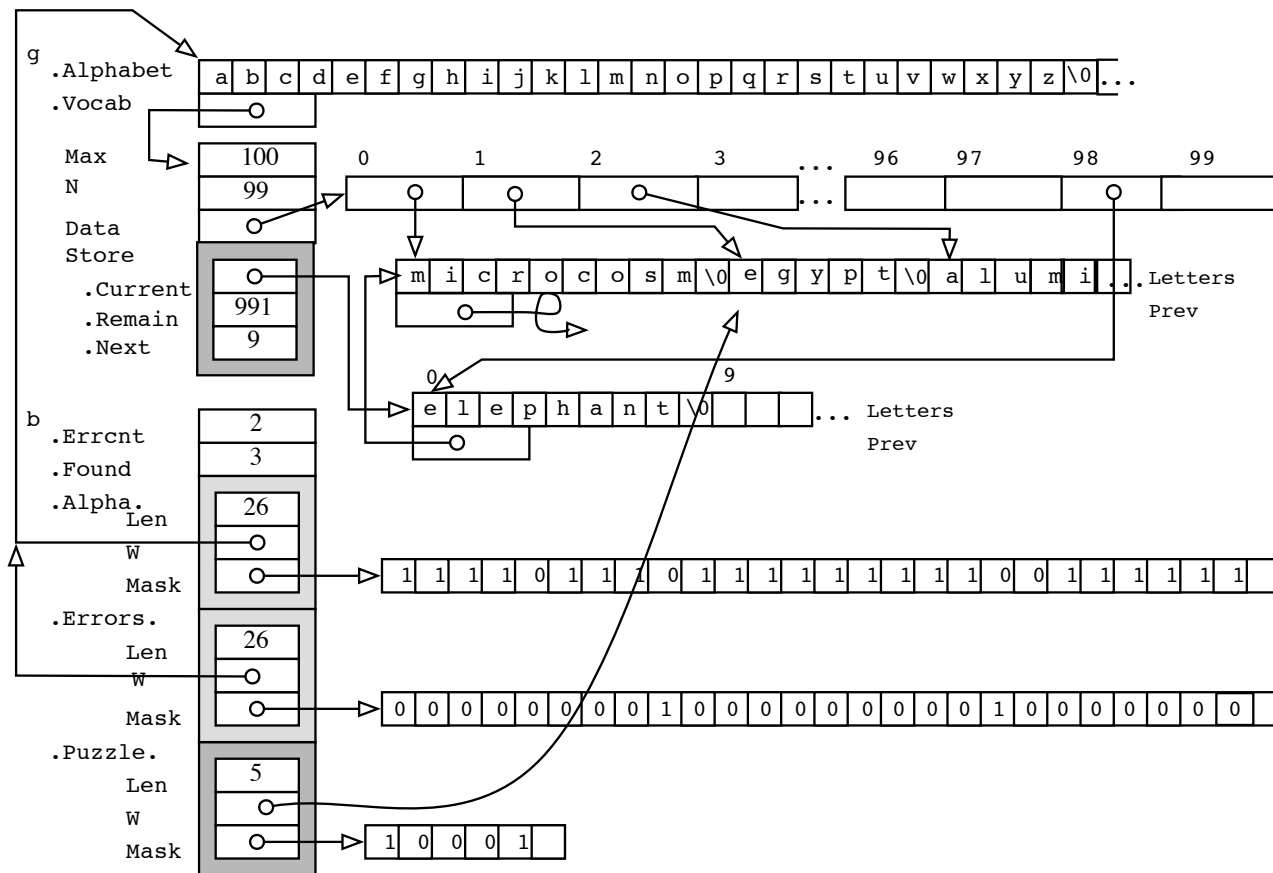 g
.Alphabet a b c d e f g h i j k l m n o p q r s t u v w x y z \0 ...
.Vocab
Max 100 0 1 2 3 ... 96 97 98 99
N 99 ...
Data
Store
m i c r o c o s m \0 e g y p t \0 a l u m i ... Letters
.Current Prev
.Remain 991
.Next 9
0 9
e l e p h a n t \0 ... Letters
Prev
b
.Errcnt 2
.Found 3
.Alpha.
Len 26
W
Mask 1 1 1 1 0 1 1 1 0 1 1 1 1 1 1 1 1 1 0 0 1 1 1 1 1 1
.Errors.
Len 26
W
Mask 0 0 0 0 0 0 0 0 1 0 0 0 0 0 0 0 0 0 1 0 0 0 0 0 0 0
.Puzzle.
Len 5
W
Mask 1 0 0 0 1